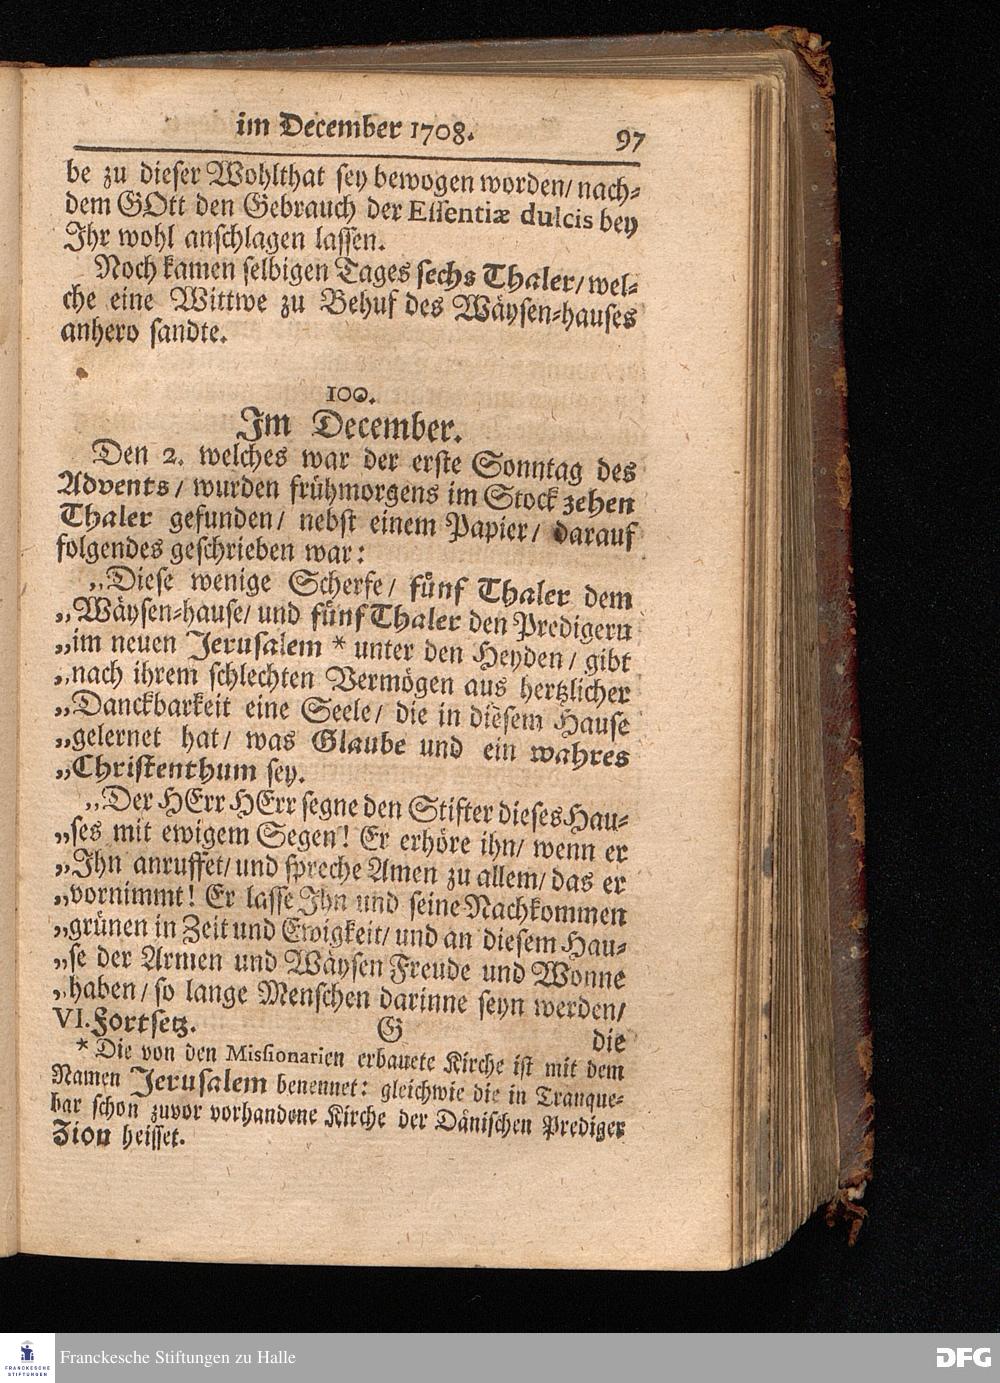 im December 1708. 97
be zu dieser Wohlthat sey bewogen worden/ nach-
dem GOtt den Gebrauch der Essentiæ dulcis bey
Ihr wohl anschlagen lassen.
Noch kamen selbigen Tages sechs Thaler/ wel-
che eine Wittwe zu Behuf des Wäysen-hauses
anhero sandte.
100.
Im December.
Den 2. welches war der erste Sonntag des
Advents/ wurden frühmorgens im Stock zehen
Thaler gefunden/ nebst einem Papier/ darauf
folgendes geschrieben war:
„Diese wenige Scherfe/ fünf Thaler dem
„Wäysen-hause/ und fünf Thaler den Predigern
„im neuen Jerusalem * unter den Heyden/ gibt
„nach ihrem schlechten Vermögen aus hertzlicher
„Danckbarkeit eine Seele/ die in diesem Hause
„gelernet hat/ was Glaube und ein wahres
„Christenthum sey.
„Der HErr HErr segne den Stifter dieses Hau-
„ses mit ewigem Segen! Er erhöre ihn/ wenn er
„Ihn anruffet/ und spreche Amen zu allem/ das er
„vornimmt! Er lasse Ihn und seine Nachkommen
„grünen in Zeit und Ewigkeit/ und an diesem Hau-
„se der Armen und Wäysen Freude und Wonne
„haben/ so lange Menschen darinne seyn werden/
VI. Fortsetz. G die
* Die von den Missionarien erbauete Kirche ist mit dem
Namen Jerusalem benennet: gleichwie die in Tranque-
bar schon zuvor vorhandene Kirche der Dänischen Prediger
Zion heisset.
FRANCKESCHE
STIFTUNGEN
Franckesche Stiftungen zu Halle
DFG